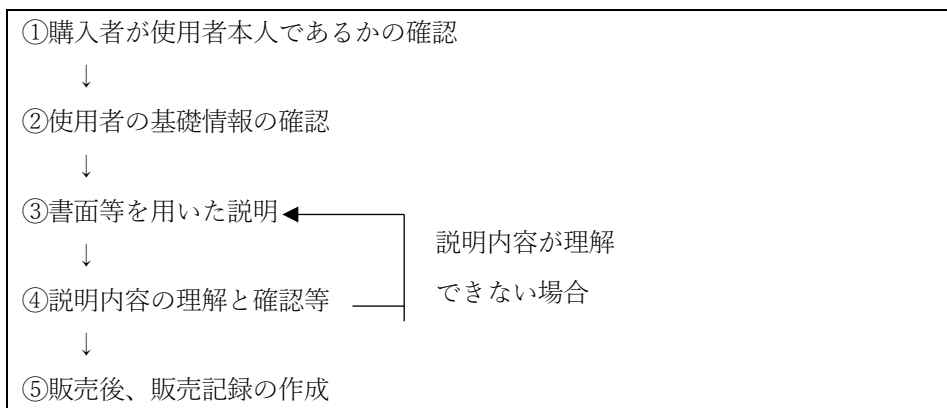 ①購入者が使用者本人であるかの確認
↓
②使用者の基礎情報の確認
↓
③書面等を用いた説明
↓
④説明内容の理解と確認等
説明内容が理解
できない場合
↓
⑤販売後、販売記録の作成